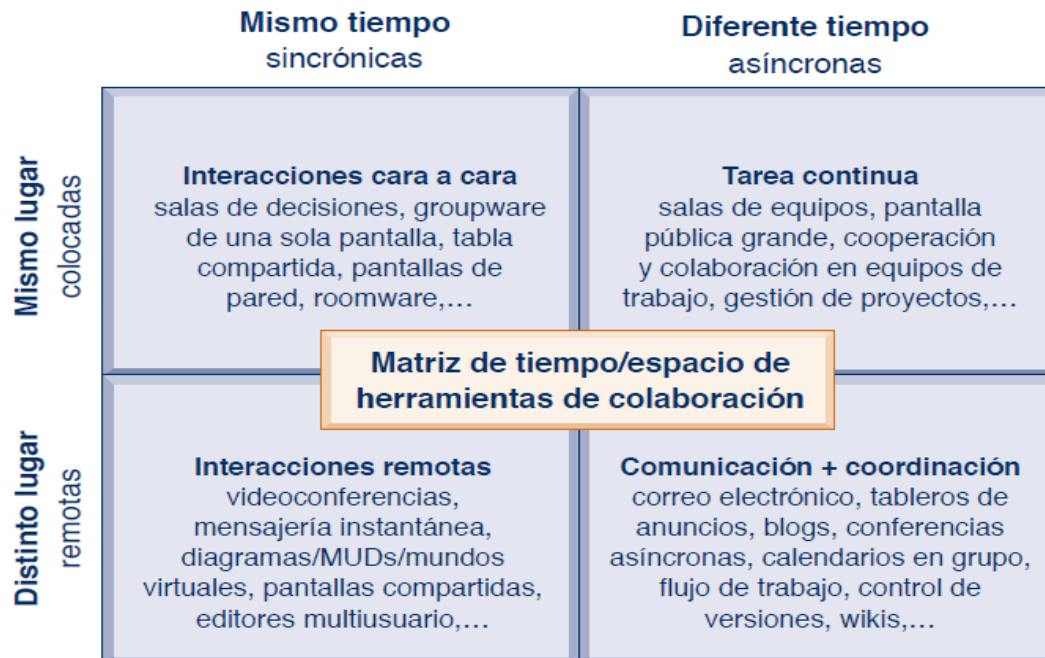 Mismo tiempo
sincrónicas
Diferente tiempo
asíncronas
Mismo lugar
colocadas
Interacciones cara a cara
salas de decisiones, groupware
de una sola pantalla, tabla
compartida, pantallas de
pared, roomware,…
Tarea continua
salas de equipos, pantalla
pública grande, cooperación
y colaboración en equipos de
trabajo, gestión de proyectos,…
Matriz de tiempo/espacio de
herramientas de colaboración
Distinto lugar
remotas
Interacciones remotas
videoconferencias,
mensajería instantánea,
diagramas/MUDs/mundos
virtuales, pantallas compartidas,
editores multiusuario,…
Comunicación + coordinación
correo electrónico, tableros de
anuncios, blogs, conferencias
asíncronas, calendarios en grupo,
flujo de trabajo, control de
versiones, wikis,…